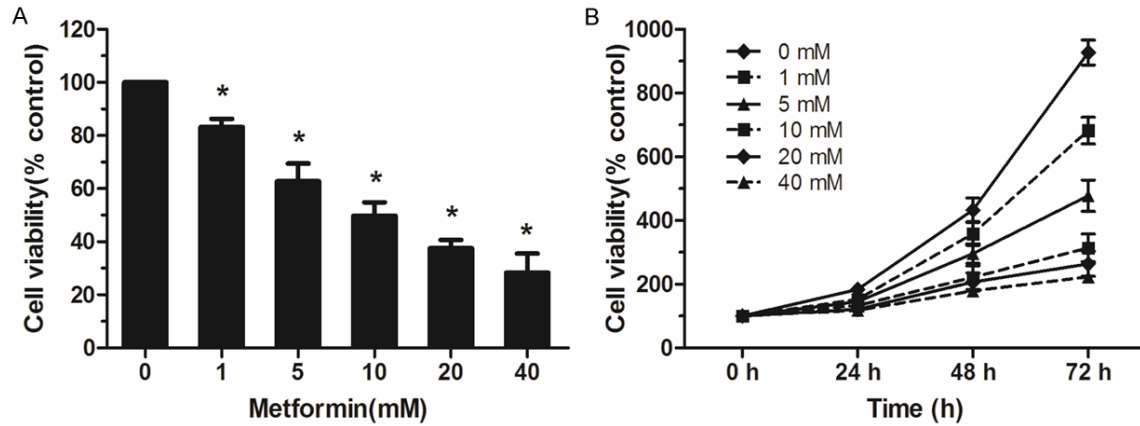 A
Cell viability(% control)
120
100
80
60
40
20
0
*
*
*
*
*
0 1 5 10 20 40
Metformin(mM)
B
Cell viability(% control)
1000
800
600
400
200
0
0 mM
1 mM
5 mM
10 mM
20 mM
40 mM
0 h 24 h 48 h 72 h
Time (h)